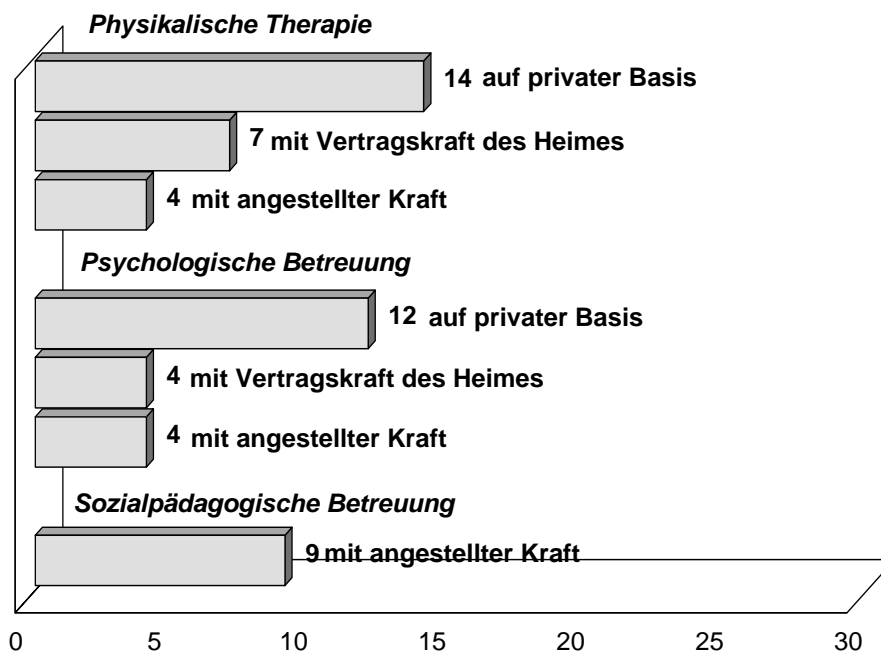 Physikalische Therapie
14 auf privater Basis
7 mit Vertragskraft des Heimes
4 mit angestellter Kraft
Psychologische Betreuung
12 auf privater Basis
4 mit Vertragskraft des Heimes
4 mit angestellter Kraft
Sozialpädagogische Betreuung
9 mit angestellter Kraft
0 5 10 15 20 25 30